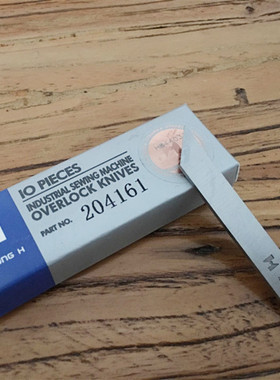 10 PIECES
INDUSTRIAL SEWING MACHINE
OVERLOCK KNIVES
PART NO. 204161